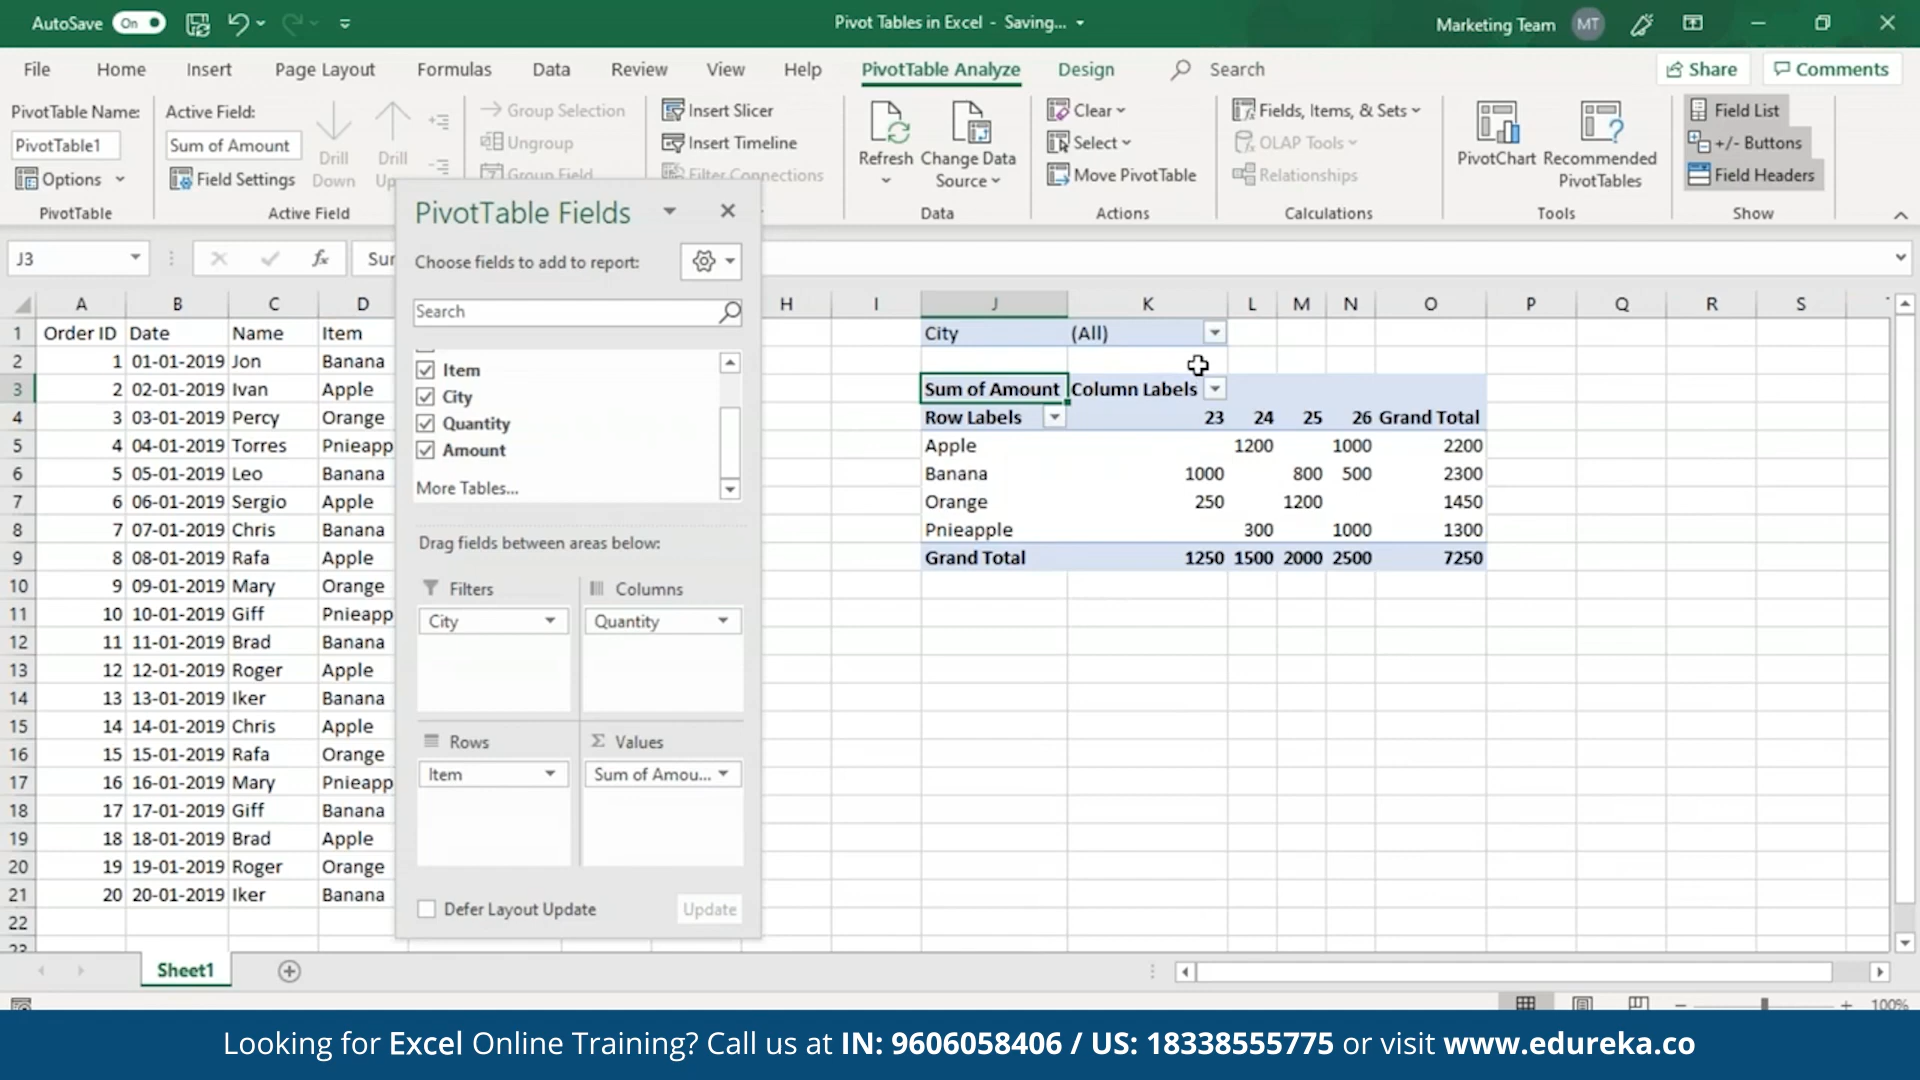 AutoSave On Pivot Tables in Excel - Saving... Marketing Team MT
File Home Insert Page Layout Formulas Data Review View Help PivotTable Analyze Design Search Share Comments
PivotTable Name:
PivotTable1
Options
PivotTable
Active Field:
Sum of Amount
Field Settings
Drill Down
Drill Up
Active Field
Group Selection
Ungroup
Group Field
Insert Slicer
Insert Timeline
Filter Connections
Refresh
Change Data Source
Data
Clear
Select
Move PivotTable
Actions
Fields, Items, & Sets
OLAP Tools
Relationships
Calculations
PivotChart
Recommended PivotTables
Tools
Field List
+/- Buttons
Field Headers
Show
J3 fx
PivotTable Fields
Choose fields to add to report:
Search
Item
City
Quantity
Amount
More Tables...
Drag fields between areas below:
Filters
City
Columns
Quantity
Rows
Item
Values
Sum of Amou...
Defer Layout Update Update
A B C D H I J K L M N O P Q R S
1 Order ID Date Name Item
2 1 01-01-2019 Jon Banana
3 2 02-01-2019 Ivan Apple
4 3 03-01-2019 Percy Orange
5 4 04-01-2019 Torres Pnieapp
6 5 05-01-2019 Leo Banana
7 6 06-01-2019 Sergio Apple
8 7 07-01-2019 Chris Banana
9 8 08-01-2019 Rafa Apple
10 9 09-01-2019 Mary Orange
11 10 10-01-2019 Giff Pnieapp
12 11 11-01-2019 Brad Banana
13 12 12-01-2019 Roger Apple
14 13 13-01-2019 Iker Banana
15 14 14-01-2019 Chris Apple
16 15 15-01-2019 Rafa Orange
17 16 16-01-2019 Mary Pnieapp
18 17 17-01-2019 Giff Banana
19 18 18-01-2019 Brad Apple
20 19 19-01-2019 Roger Orange
21 20 20-01-2019 Iker Banana
22
23
City (All)
Sum of Amount Column Labels
Row Labels 23 24 25 26 Grand Total
Apple 1200 1000 2200
Banana 1000 800 500 2300
Orange 250 1200 1450
Pnieapple 300 1000 1300
Grand Total 1250 1500 2000 2500 7250
Sheet1
100%
Looking for Excel Online Training? Call us at IN: 9606058406 / US: 18338555775 or visit www.edureka.co